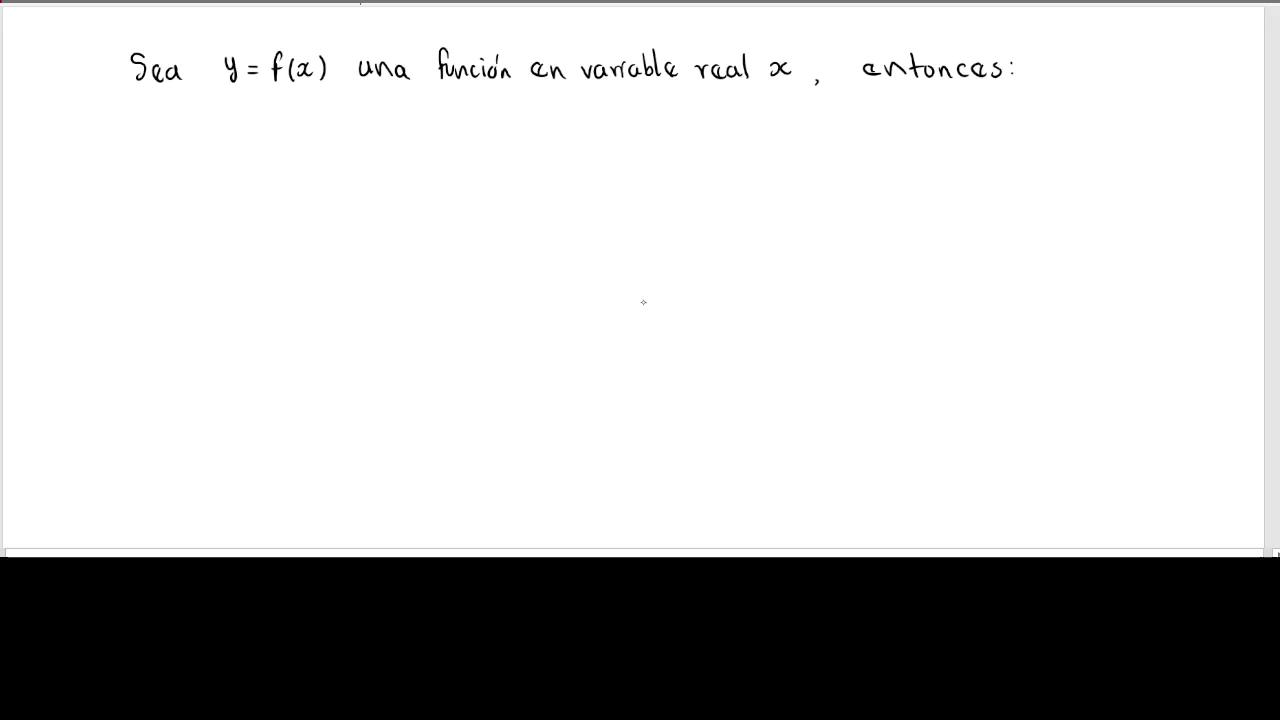 Sea y = f(x) una función en variable real x , entonces: